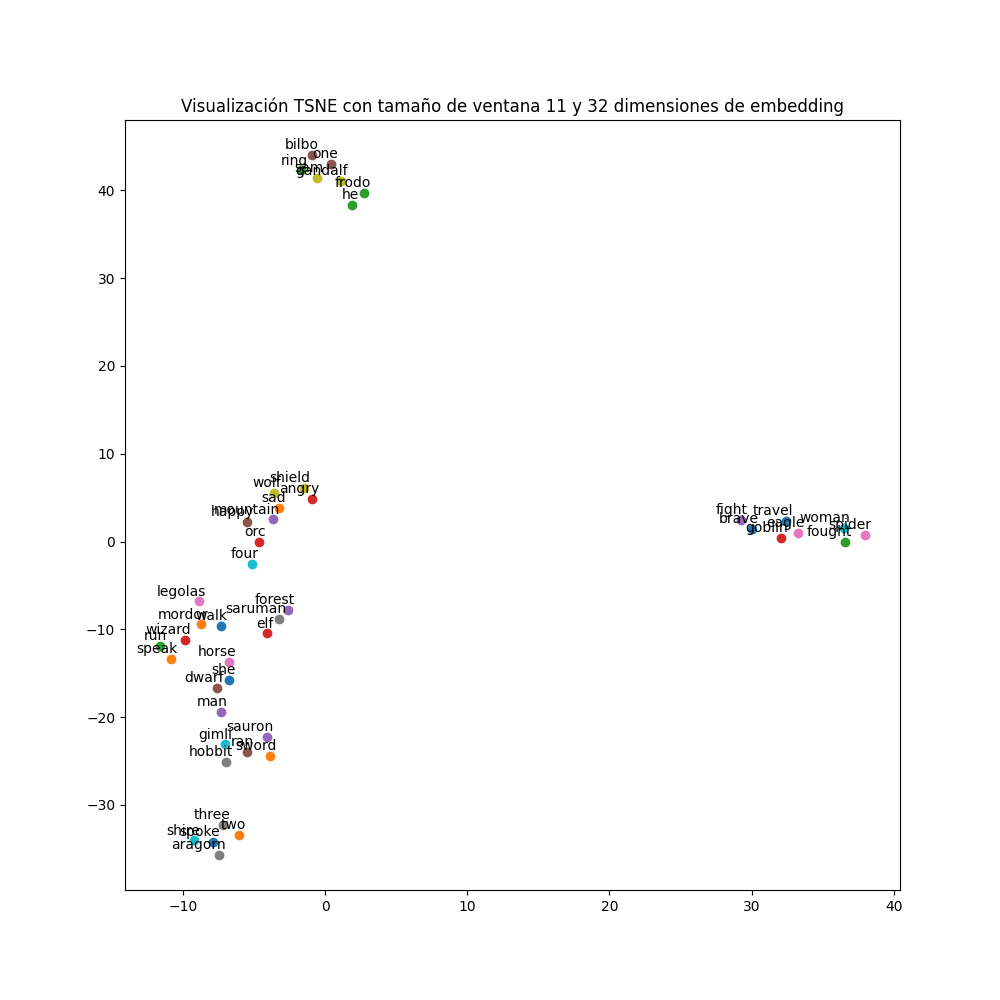 Visualización TSNE con tamaño de ventana 11 y 32 dimensiones de embedding
bilbo
one
ring
sam
gandalf
frodo
he
40
30
20
10
shield
wolf
angry
sad
mountain
happy
orc
four
fight
travel
brave
eagle
goblin
woman
spider
fought
0
legolas
forest
saruman
mordor
walk
elf
wizard
run
speak
-10
horse
she
dwarf
man
-20
sauron
gimli
ran
sword
hobbit
-30
three
two
shire
spoke
aragorn
−10
0
10
20
30
40